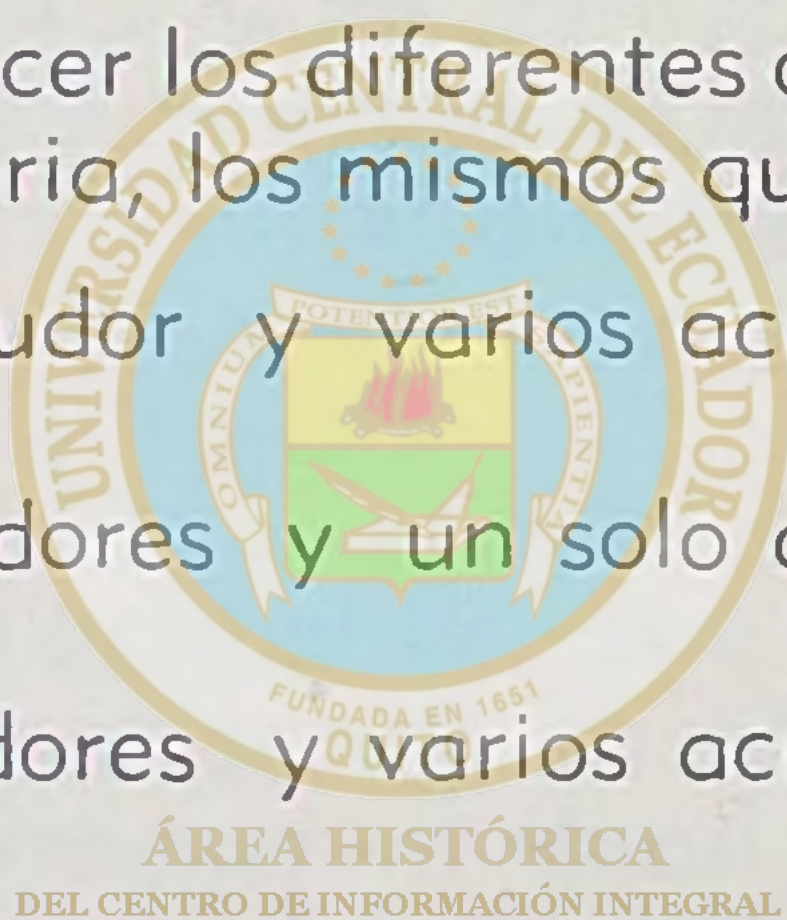 cer los diferentes
ria, los mismos qu
udor y varios ac
dores y un solo
dores y varios ac
UNIVERSIDAD CENTRAL DEL ECUADOR
OMNIUM POTENTIOR EST SAPIENTIA
FUNDADA EN 1651
QUITO
ÁREA HISTÓRICA
DEL CENTRO DE INFORMACIÓN INTEGRAL